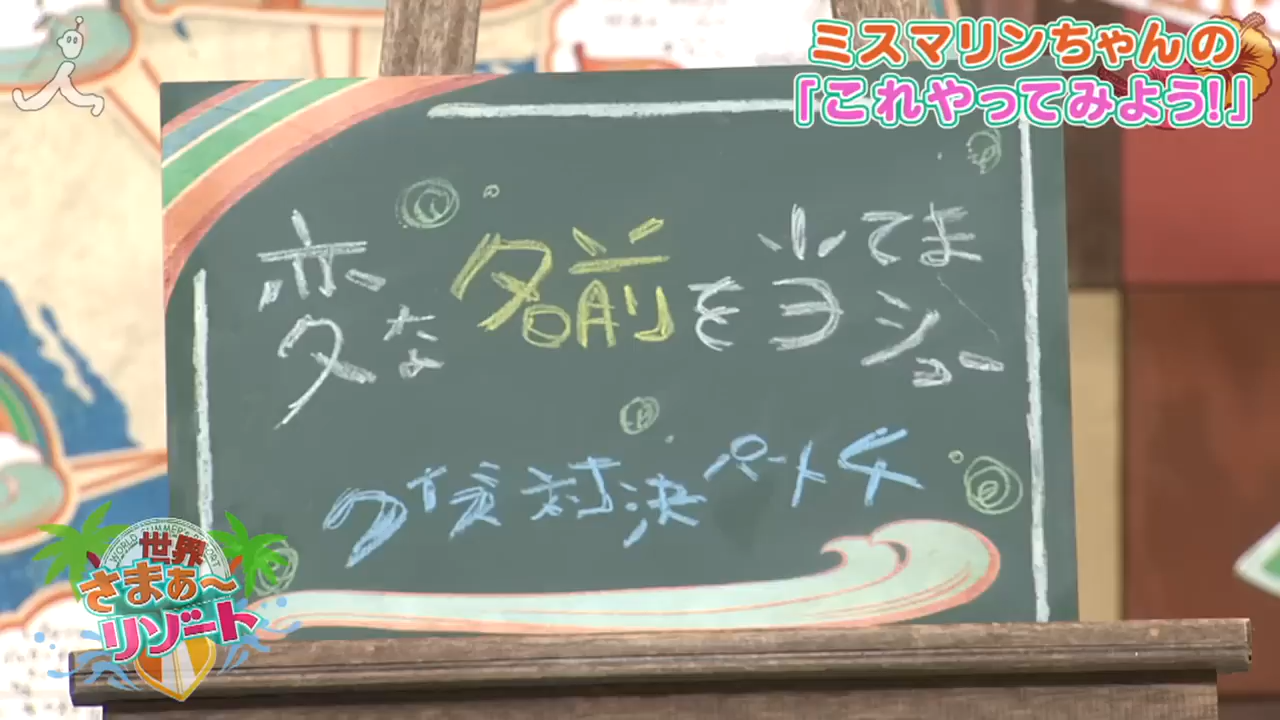 ミスマリンちゃんの
「これやってみよう!」
変な名前を当てまショー
クイズ対決パート4
WORLD SUMMER'S RESORT
世界
さまぁ〜
リゾート